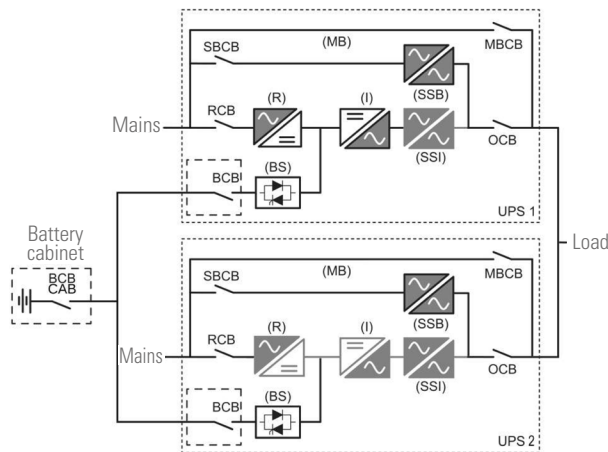 (MB)
SBCB
MBCB
(SSB)
(R)
(I)
RCB
Mains
(SSI)
OCB
(BS)
BCB
UPS 1
Battery
cabinet
BCB
CAB
Load
(MB)
SBCB
MBCB
(SSB)
(R)
(I)
RCB
Mains
(SSI)
OCB
(BS)
BCB
UPS 2